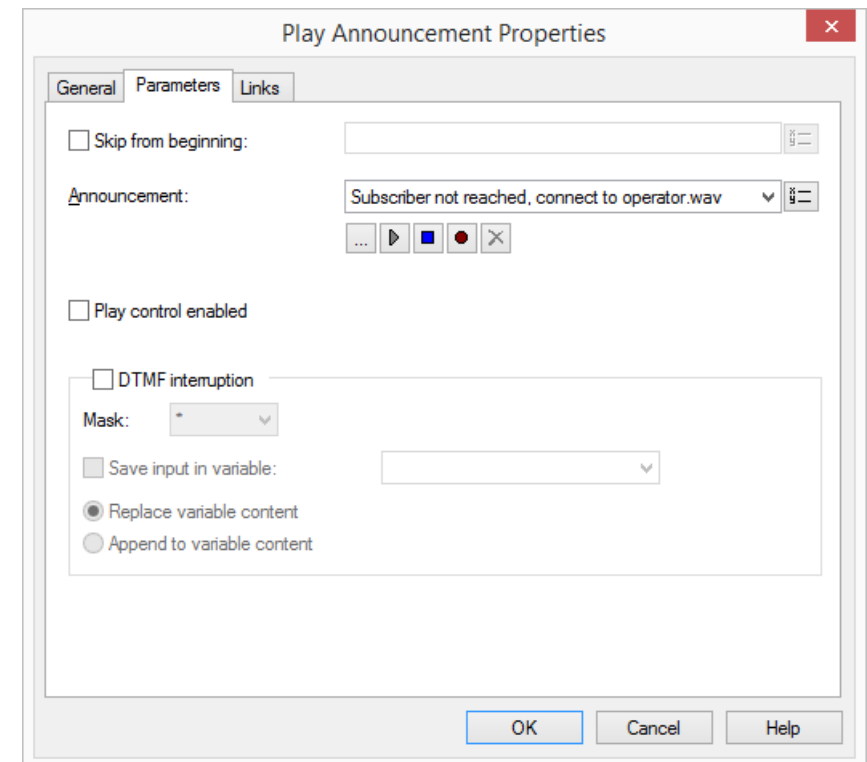 Play Announcement Properties
General Parameters Links
Skip from beginning:
Announcement: Subscriber not reached, connect to operator.wav
...
Play control enabled
DTMF interruption
Mask: *
Save input in variable:
Replace variable content
Append to variable content
OK Cancel Help